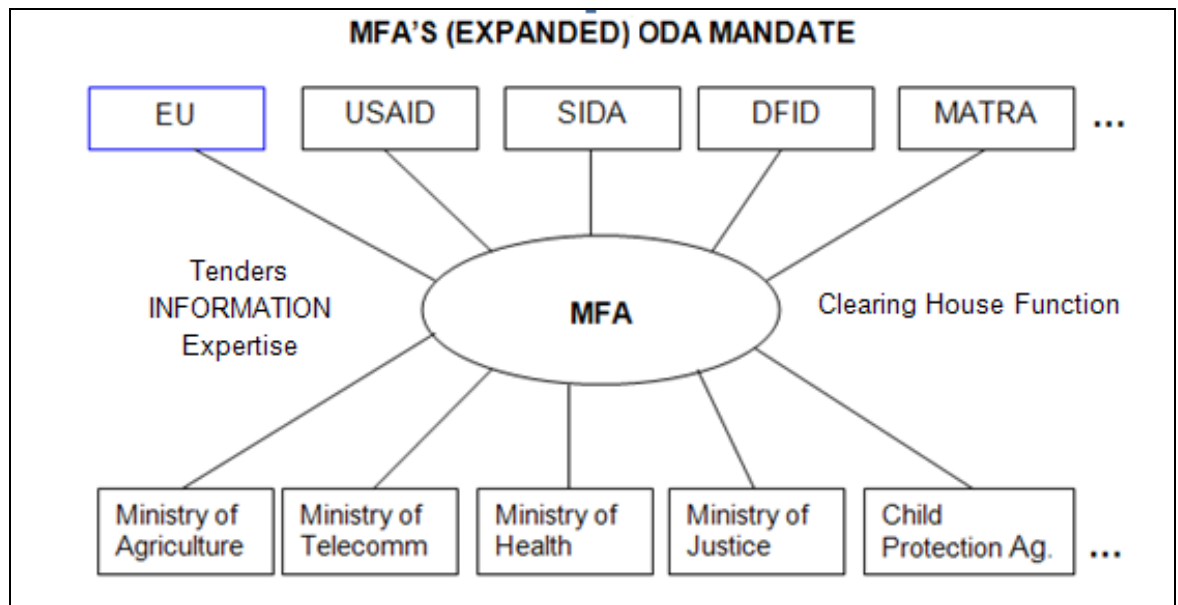 MFA'S (EXPANDED) ODA MANDATE
EU
USAID
SIDA
DFID
MATRA
...
Tenders
INFORMATION
Expertise
MFA
Clearing House Function
Ministry of
Agriculture
Ministry of
Telecomm
Ministry of
Health
Ministry of
Justice
Child
Protection Ag.
...